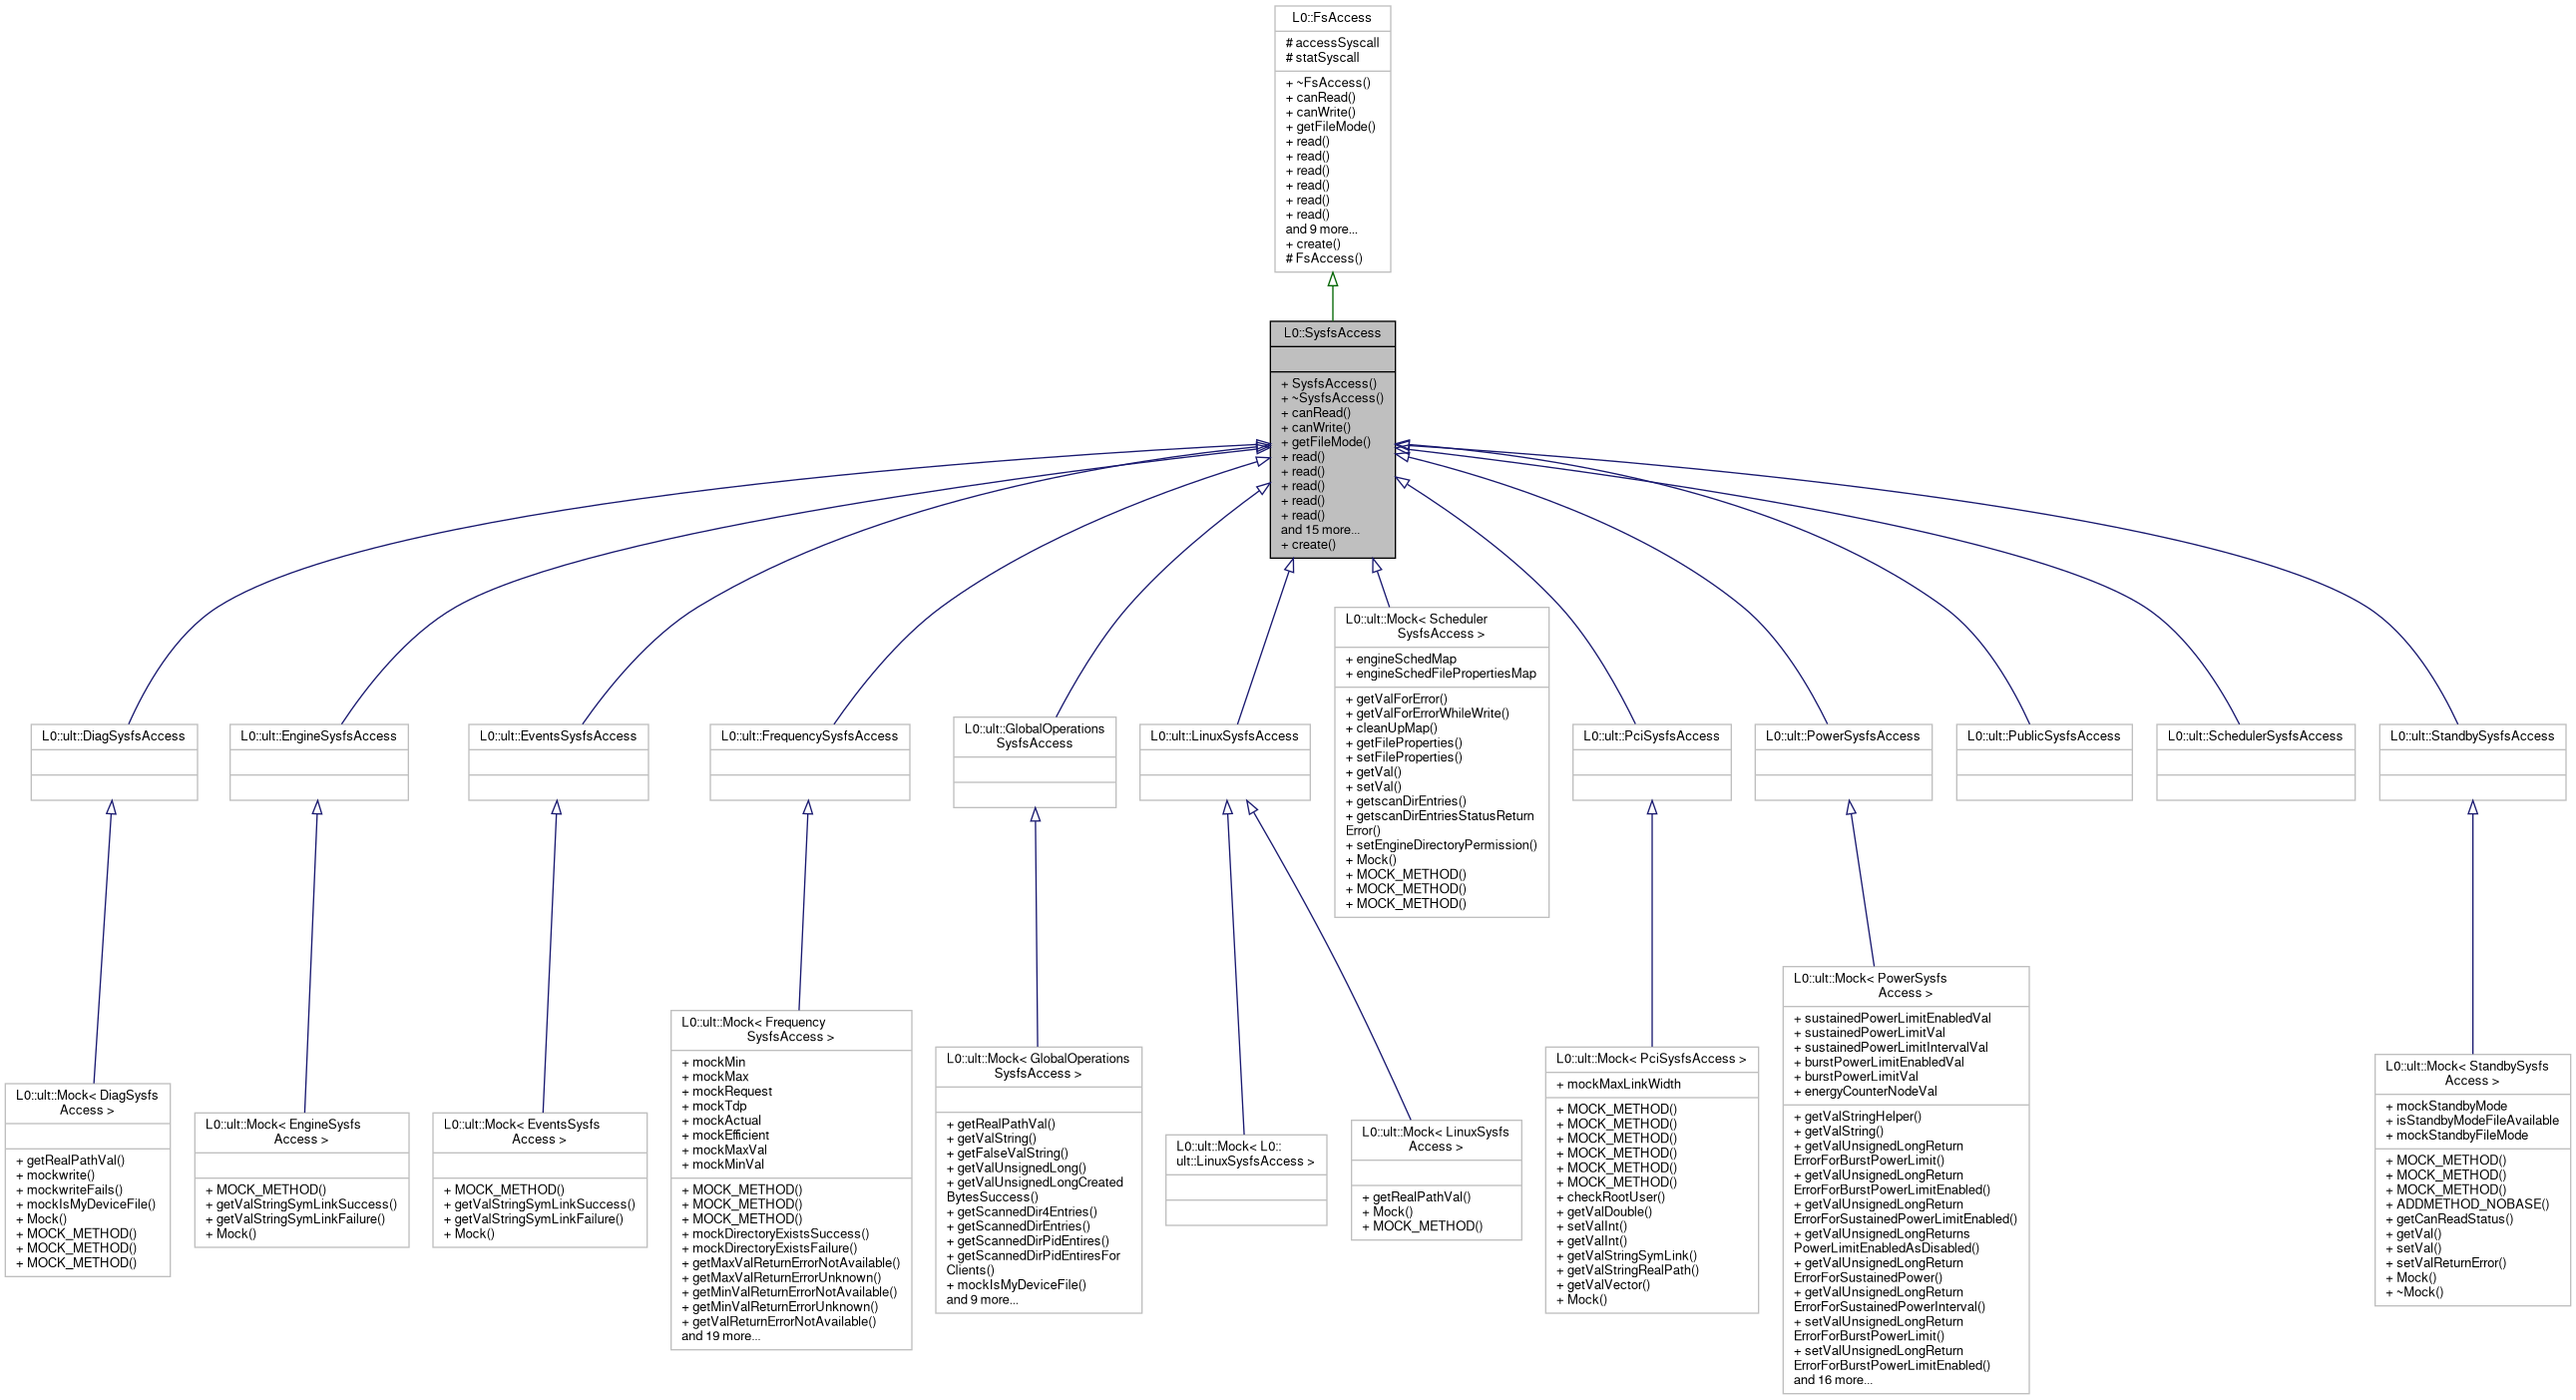 L0::FsAccess
# accessSyscall
# statSyscall
+ ~FsAccess()
+ canRead()
+ canWrite()
+ getFileMode()
+ read()
+ read()
+ read()
+ read()
+ read()
+ read()
and 9 more...
+ create()
# FsAccess()
L0::SysfsAccess
+ SysfsAccess()
+ ~SysfsAccess()
+ canRead()
+ canWrite()
+ getFileMode()
+ read()
+ read()
+ read()
+ read()
+ read()
and 15 more...
+ create()
L0::ult::Mock< Scheduler
SysfsAccess >
+ engineSchedMap
+ engineSchedFilePropertiesMap
+ getValForError()
+ getValForErrorWhileWrite()
+ cleanUpMap()
+ getFileProperties()
+ setFileProperties()
+ getVal()
+ setVal()
+ getscanDirEntries()
+ getscanDirEntriesStatusReturn
Error()
+ setEngineDirectoryPermission()
+ Mock()
+ MOCK_METHOD()
+ MOCK_METHOD()
+ MOCK_METHOD()
L0::ult::DiagSysfsAccess
L0::ult::EngineSysfsAccess
L0::ult::EventsSysfsAccess
L0::ult::FrequencySysfsAccess
L0::ult::GlobalOperations
SysfsAccess
L0::ult::LinuxSysfsAccess
L0::ult::PciSysfsAccess
L0::ult::PowerSysfsAccess
L0::ult::PublicSysfsAccess
L0::ult::SchedulerSysfsAccess
L0::ult::StandbySysfsAccess
L0::ult::Mock< DiagSysfs
Access >
+ getRealPathVal()
+ mockwrite()
+ mockwriteFails()
+ mockIsMyDeviceFile()
+ Mock()
+ MOCK_METHOD()
+ MOCK_METHOD()
+ MOCK_METHOD()
L0::ult::Mock< EngineSysfs
Access >
+ MOCK_METHOD()
+ getValStringSymLinkSuccess()
+ getValStringSymLinkFailure()
+ Mock()
L0::ult::Mock< EventsSysfs
Access >
+ MOCK_METHOD()
+ getValStringSymLinkSuccess()
+ getValStringSymLinkFailure()
+ Mock()
L0::ult::Mock< Frequency
SysfsAccess >
+ mockMin
+ mockMax
+ mockRequest
+ mockTdp
+ mockActual
+ mockEfficient
+ mockMaxVal
+ mockMinVal
+ MOCK_METHOD()
+ MOCK_METHOD()
+ MOCK_METHOD()
+ mockDirectoryExistsSuccess()
+ mockDirectoryExistsFailure()
+ getMaxValReturnErrorNotAvailable()
+ getMaxValReturnErrorUnknown()
+ getMinValReturnErrorNotAvailable()
+ getMinValReturnErrorUnknown()
+ getValReturnErrorNotAvailable()
and 19 more...
L0::ult::Mock< GlobalOperations
SysfsAccess >
+ getRealPathVal()
+ getValString()
+ getFalseValString()
+ getValUnsignedLong()
+ getValUnsignedLongCreated
BytesSuccess()
+ getScannedDir4Entries()
+ getScannedDirEntries()
+ getScannedDirPidEntires()
+ getScannedDirPidEntiresFor
Clients()
+ mockIsMyDeviceFile()
and 9 more...
L0::ult::Mock< L0::
ult::LinuxSysfsAccess >
L0::ult::Mock< LinuxSysfs
Access >
+ getRealPathVal()
+ Mock()
+ MOCK_METHOD()
L0::ult::Mock< PciSysfsAccess >
+ mockMaxLinkWidth
+ MOCK_METHOD()
+ MOCK_METHOD()
+ MOCK_METHOD()
+ MOCK_METHOD()
+ MOCK_METHOD()
+ MOCK_METHOD()
+ checkRootUser()
+ getValDouble()
+ setValInt()
+ getValInt()
+ getValStringSymLink()
+ getValStringRealPath()
+ getValVector()
+ Mock()
L0::ult::Mock< PowerSysfs
Access >
+ sustainedPowerLimitEnabledVal
+ sustainedPowerLimitVal
+ sustainedPowerLimitIntervalVal
+ burstPowerLimitEnabledVal
+ burstPowerLimitVal
+ energyCounterNodeVal
+ getValStringHelper()
+ getValString()
+ getValUnsignedLongReturn
ErrorForBurstPowerLimit()
+ getValUnsignedLongReturn
ErrorForBurstPowerLimitEnabled()
+ getValUnsignedLongReturn
ErrorForSustainedPowerLimitEnabled()
+ getValUnsignedLongReturns
PowerLimitEnabledAsDisabled()
+ getValUnsignedLongReturn
ErrorForSustainedPower()
+ getValUnsignedLongReturn
ErrorForSustainedPowerInterval()
+ setValUnsignedLongReturn
ErrorForBurstPowerLimit()
+ setValUnsignedLongReturn
ErrorForBurstPowerLimitEnabled()
and 16 more...
L0::ult::Mock< StandbySysfs
Access >
+ mockStandbyMode
+ isStandbyModeFileAvailable
+ mockStandbyFileMode
+ MOCK_METHOD()
+ MOCK_METHOD()
+ MOCK_METHOD()
+ ADDMETHOD_NOBASE()
+ getCanReadStatus()
+ getVal()
+ setVal()
+ setValReturnError()
+ Mock()
+ ~Mock()